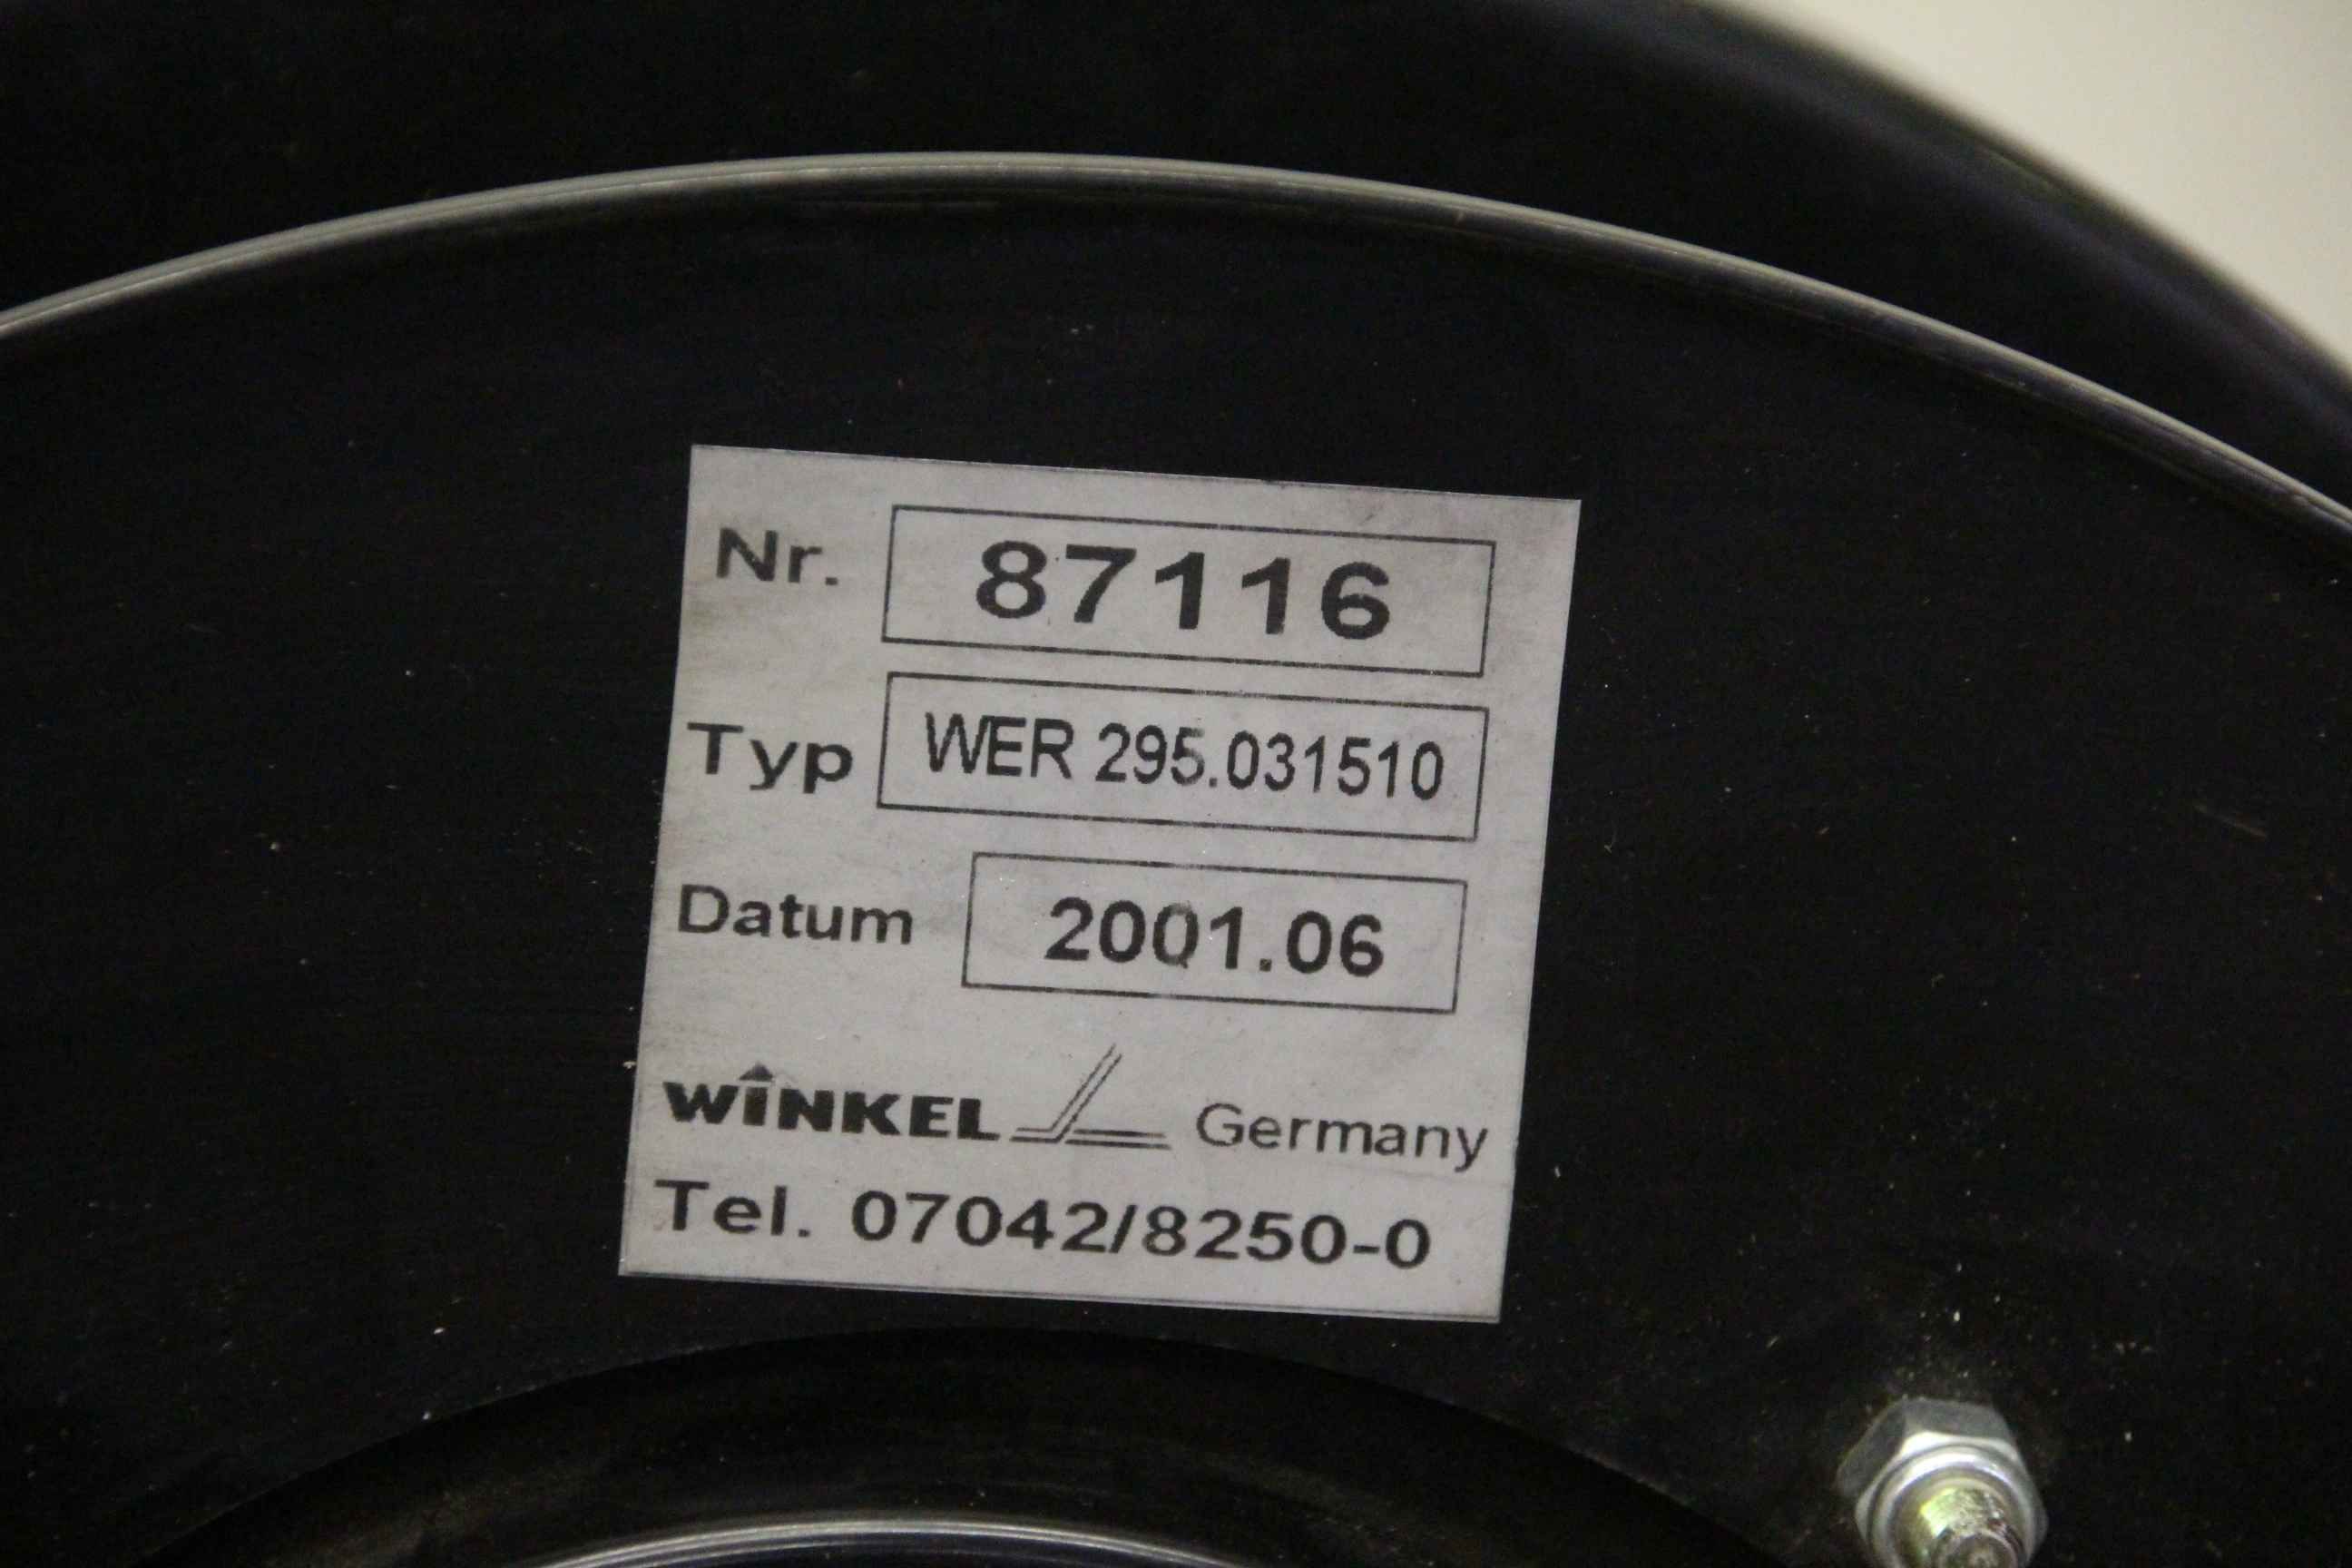 Nr. 87116
Typ WER 295.031510
Datum 2001.06
WINKEL Germany
Tel. 07042/8250-0